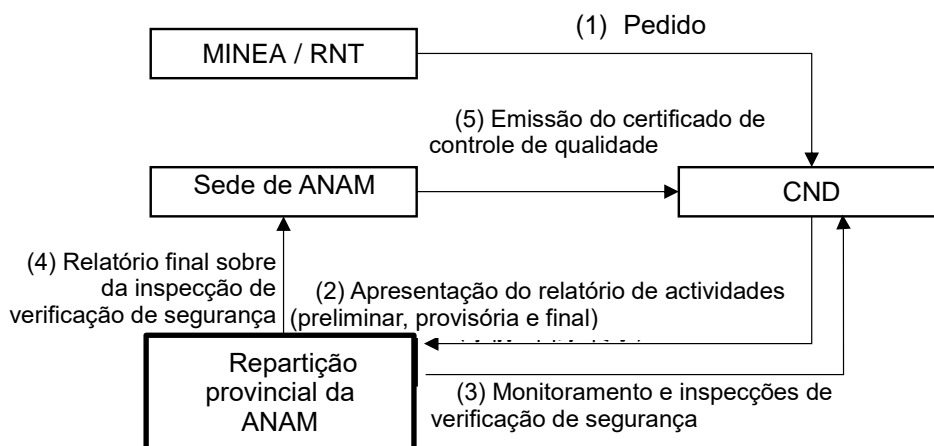 (1) Pedido
MINEA / RNT
(5) Emissão do certificado de
controle de qualidade
Sede de ANAM
CND
(4) Relatório final sobre
da inspecção de
verificação de segurança
(2) Apresentação do relatório de actividades
(preliminar, provisória e final)
Repartição
provincial da
ANAM
(3) Monitoramento e inspecções de
verificação de segurança